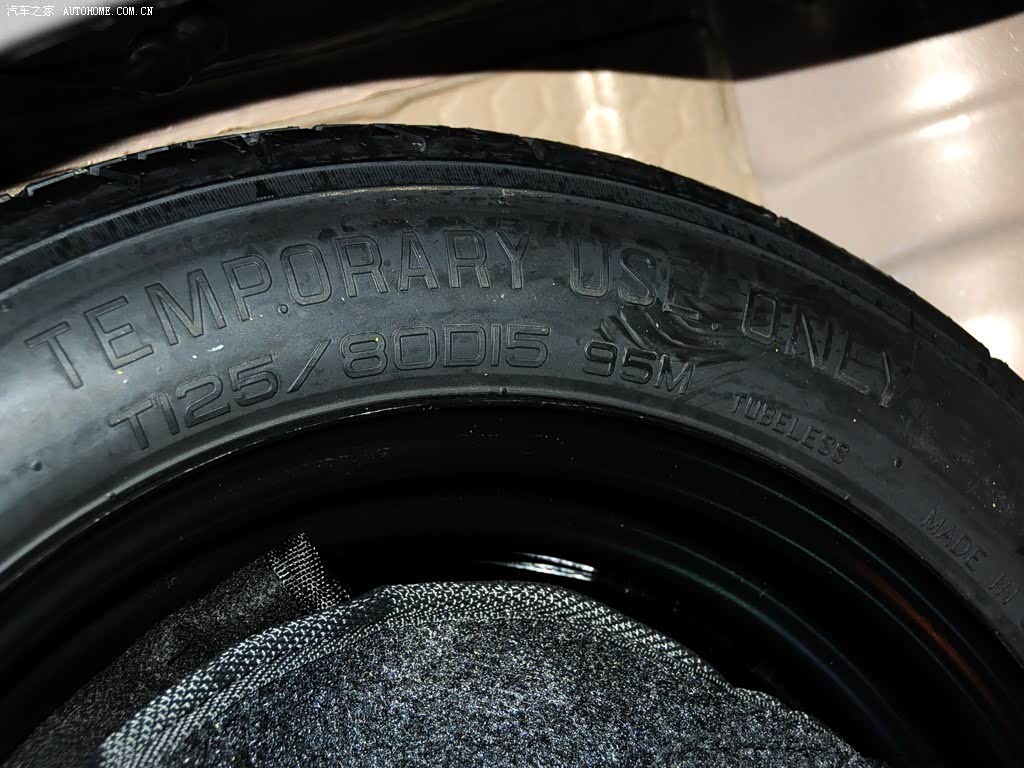 汽车之家 AUTOHOME.COM.CN
TEMPORARY USE ONLY
T125/80D15 95M TUBELESS
MADE IN